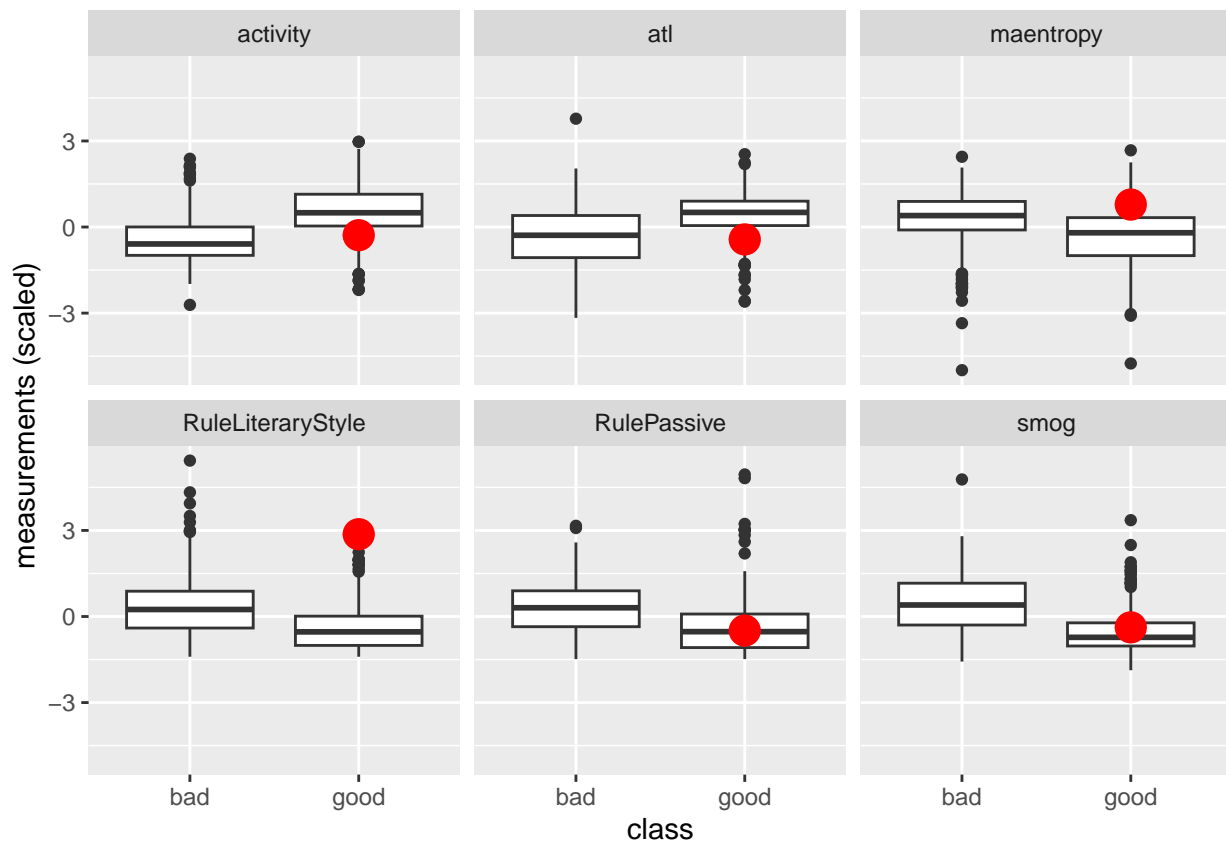 activity atl maentropy
3
0
−3
RuleLiteraryStyle RulePassive smog
3
0
−3
measurements (scaled)
bad good bad good bad good
class